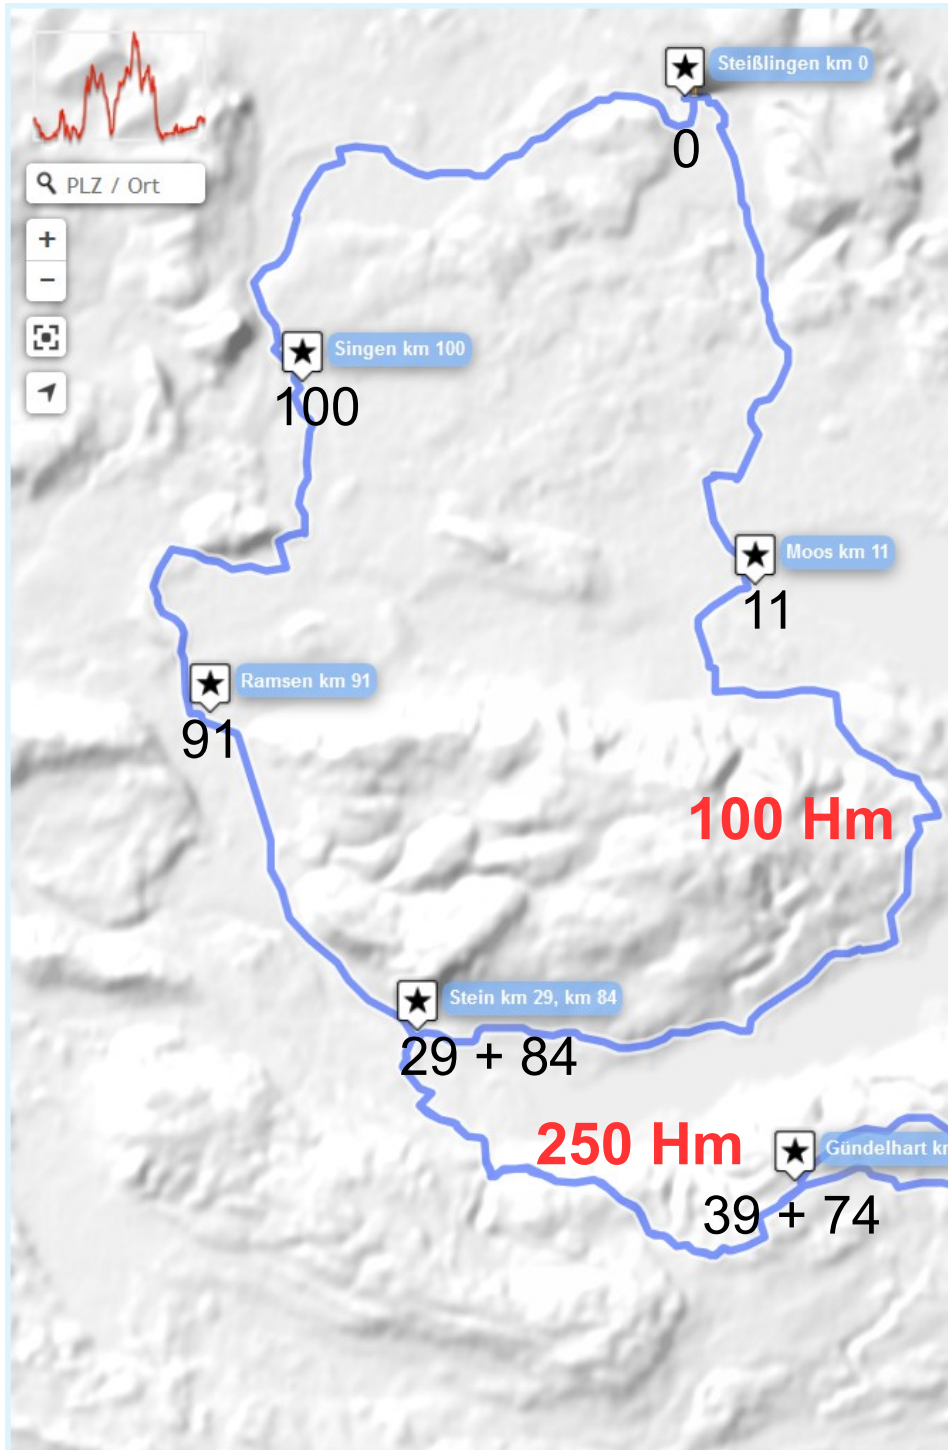 Steißlingen km 0
0
PLZ / Ort
+
−
Singen km 100
100
Moos km 11
11
Ramsen km 91
91
100 Hm
Stein km 29, km 84
29 + 84
250 Hm
Gündelhart
39 + 74